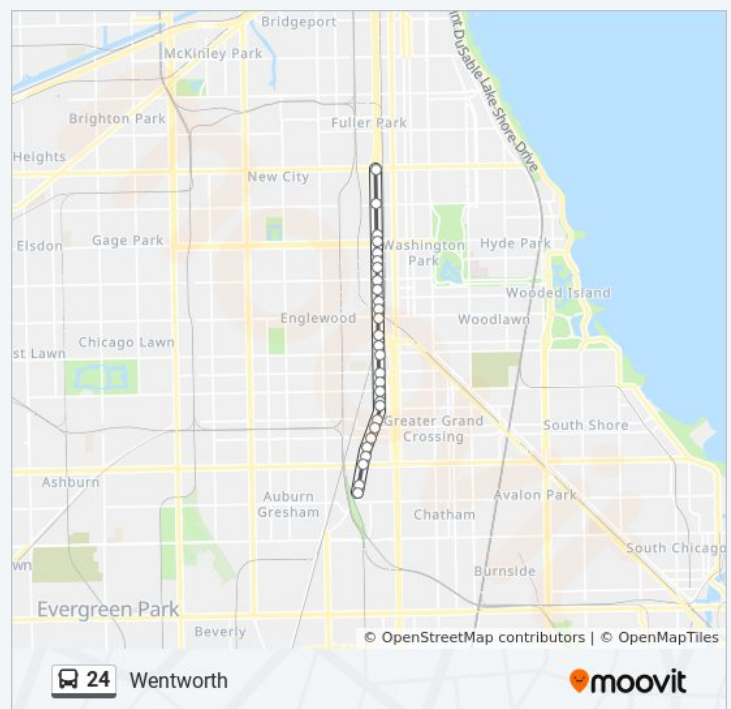 Bridgeport
McKinley Park
int DuSable Lake Shore Drive
Brighton Park
Fuller Park
Heights
New City
Elsdon
Gage Park
Washington
Park
Hyde Park
Wooded Island
Englewood
Woodlawn
st Lawn
Chicago Lawn
Greater Grand
Crossing
South Shore
Ashburn
Auburn
Gresham
Avalon Park
Chatham
South Chicago
wn
Burnside
Evergreen Park
Beverly
© OpenStreetMap contributors | © OpenMapTiles
24 Wentworth
moovit